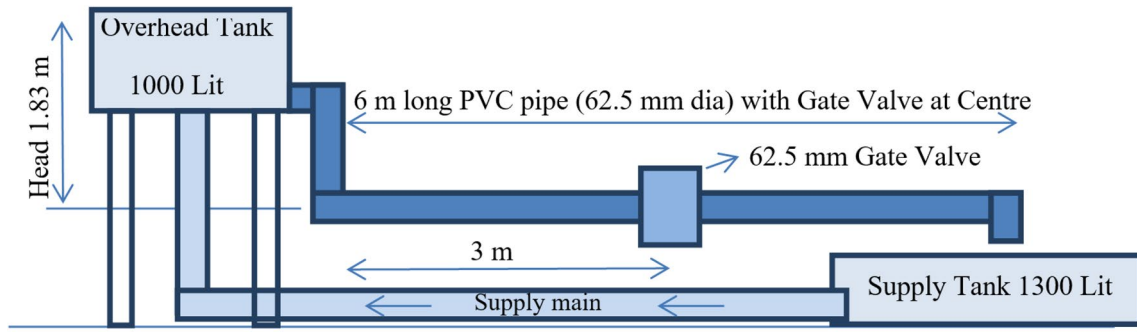 Overhead Tank
1000 Lit
Head 1.83 m
6 m long PVC pipe (62.5 mm dia) with Gate Valve at Centre
62.5 mm Gate Valve
3 m
Supply main
Supply Tank 1300 Lit